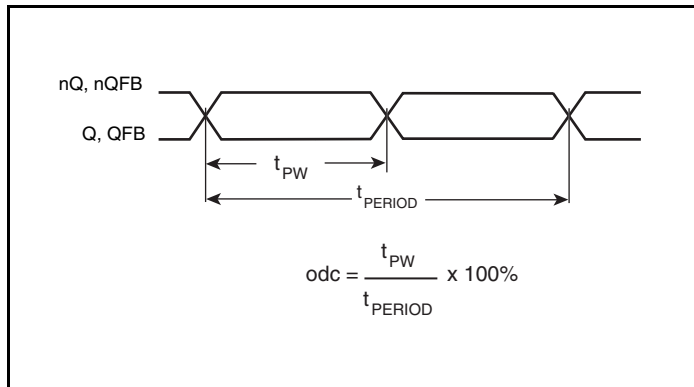 nQ, nQFB
Q, QFB
tPW
tPERIOD
odc = tPW / tPERIOD x 100%